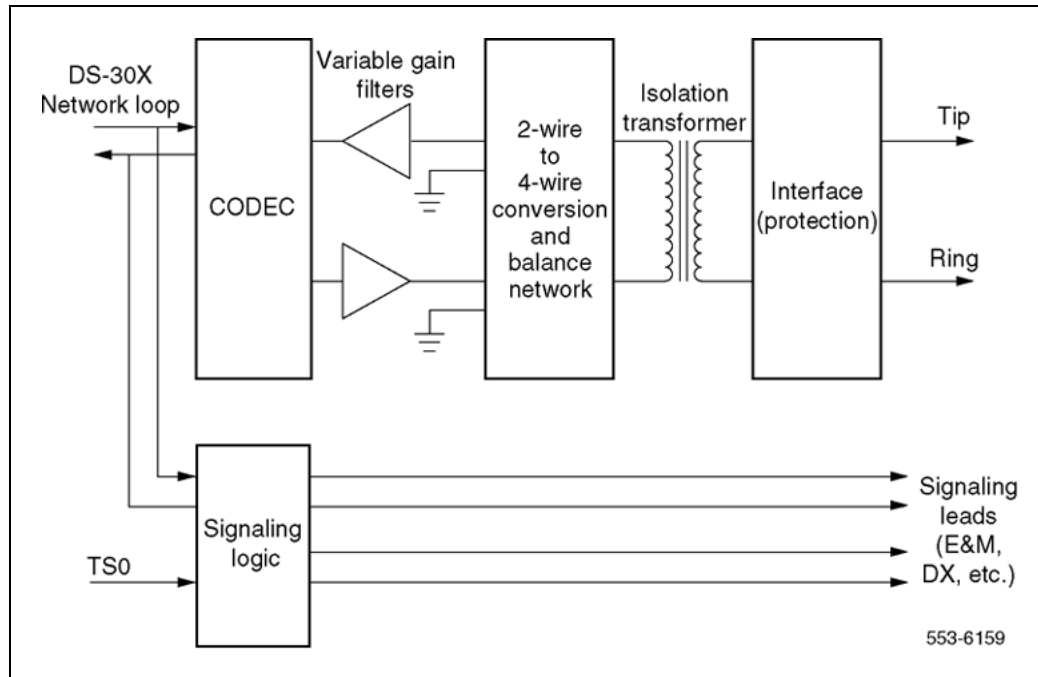 DS-30X
Network loop
CODEC
Variable gain
filters
2-wire
to
4-wire
conversion
and
balance
network
Isolation
transformer
Interface
(protection)
Tip
Ring
TS0
Signaling
logic
Signaling
leads
(E&M,
DX, etc.)
553-6159